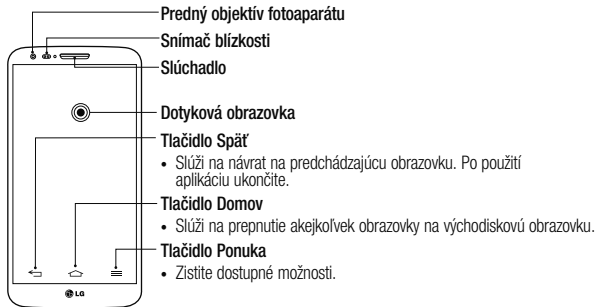 Predný objektív fotoaparátu
Snímač blízkosti
Slúchadlo
Dotyková obrazovka
Tlačidlo Späť
• Slúži na návrat na predchádzajúcu obrazovku. Po použití
aplikáciu ukončite.
Tlačidlo Domov
• Slúži na prepnutie akejkoľvek obrazovky na východiskovú obrazovku.
Tlačidlo Ponuka
• Zistite dostupné možnosti.
LG